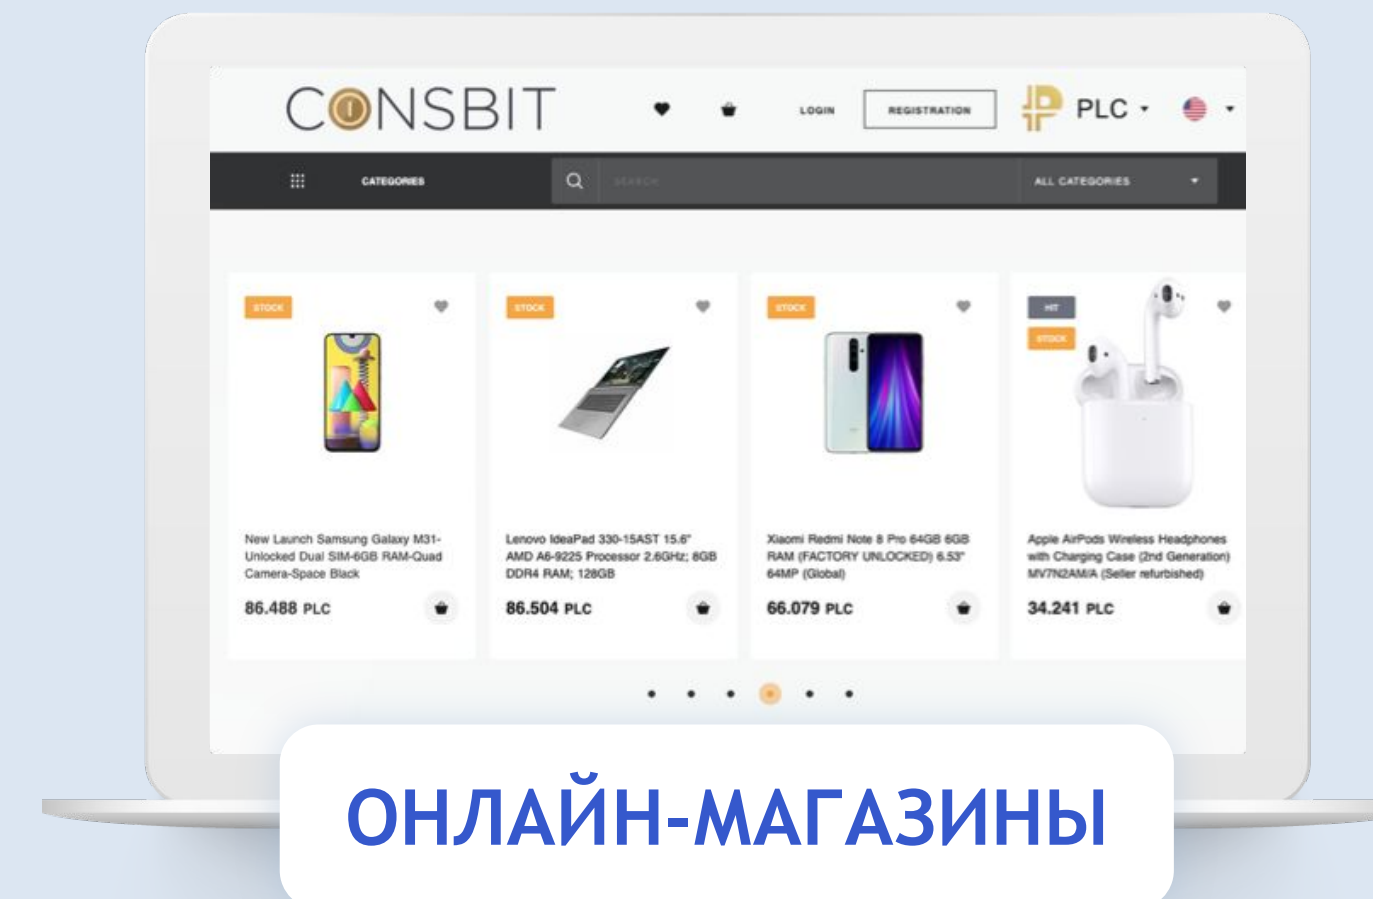 CONSBIT
LOGIN
REGISTRATION
PLC
CATEGORIES
SEARCH
ALL CATEGORIES
STOCK
New Launch Samsung Galaxy M31-
Unlocked Dual SIM-6GB RAM-Quad
Camera-Space Black
86.488 PLC
STOCK
Lenovo IdeaPad 330-15AST 15.6"
AMD A6-9225 Processor 2.6GHz; 8GB
DDR4 RAM; 128GB
86.504 PLC
STOCK
Xiaomi Redmi Note 8 Pro 64GB 6GB
RAM (FACTORY UNLOCKED) 6.53"
64MP (Global)
66.079 PLC
HIT
STOCK
Apple AirPods Wireless Headphones
with Charging Case (2nd Generation)
MV7N2AM/A (Seller refurbished)
34.241 PLC
ОНЛАЙН-МАГАЗИНЫ